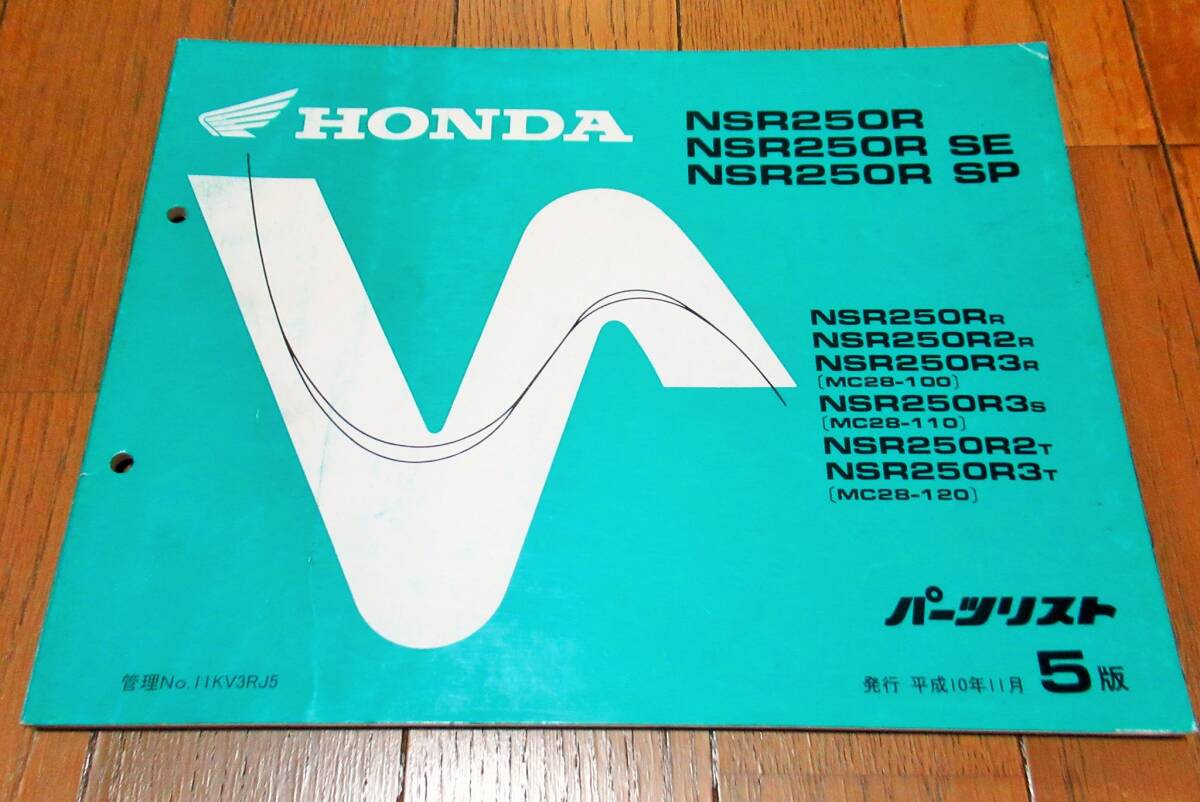 HONDA
NSR250R
NSR250R SE
NSR250R SP
NSR250RR
NSR250R2R
NSR250R3R
〔MC28-100〕
NSR250R3S
〔MC28-110〕
NSR250R2T
NSR250R3T
〔MC28-120〕
パーツリスト
管理No.11KV3RJ5
発行 平成10年11月 5版